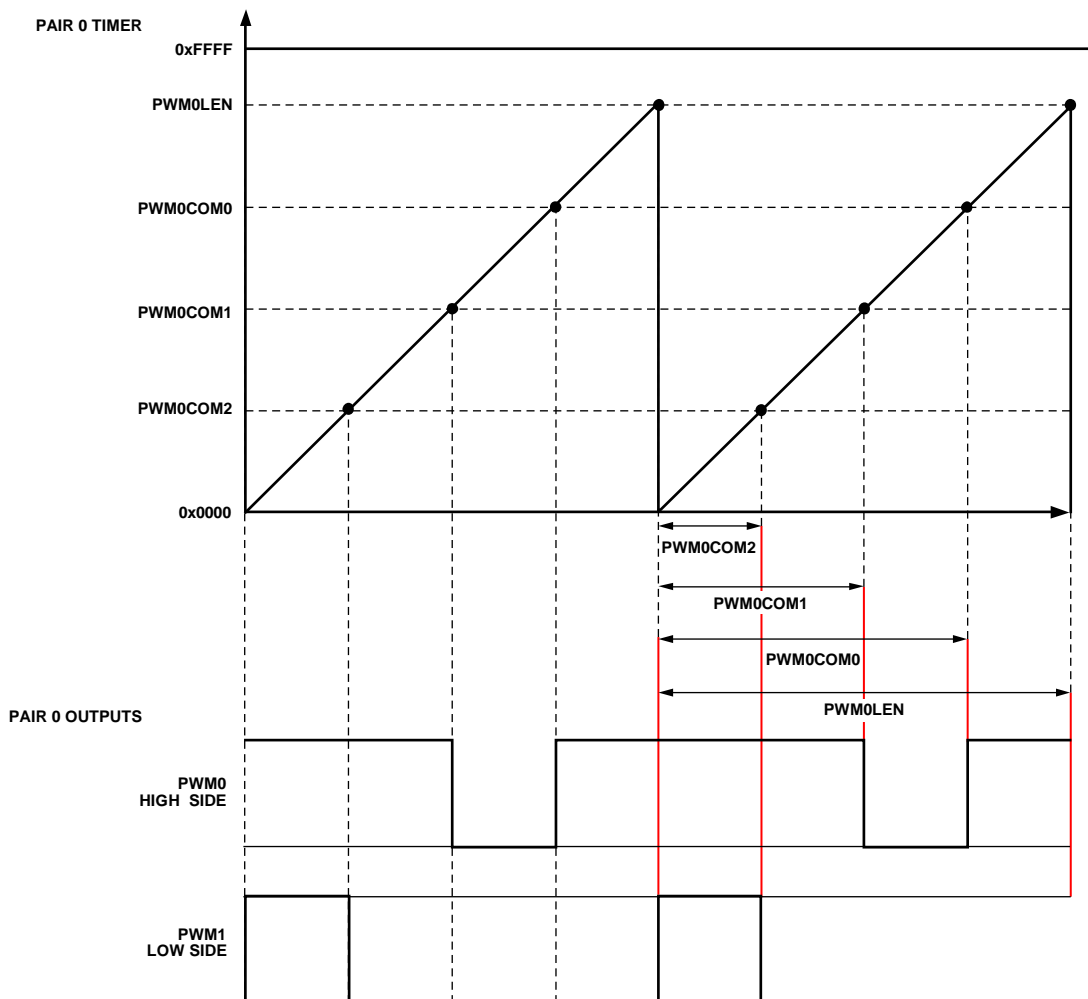 PAIR 0 TIMER
0xFFFF
PWM0LEN
PWM0COM0
PWM0COM1
PWM0COM2
0x0000
PWM0COM2
PWM0COM1
PWM0COM0
PWM0LEN
PAIR 0 OUTPUTS
PWM0
HIGH SIDE
PWM1
LOW SIDE